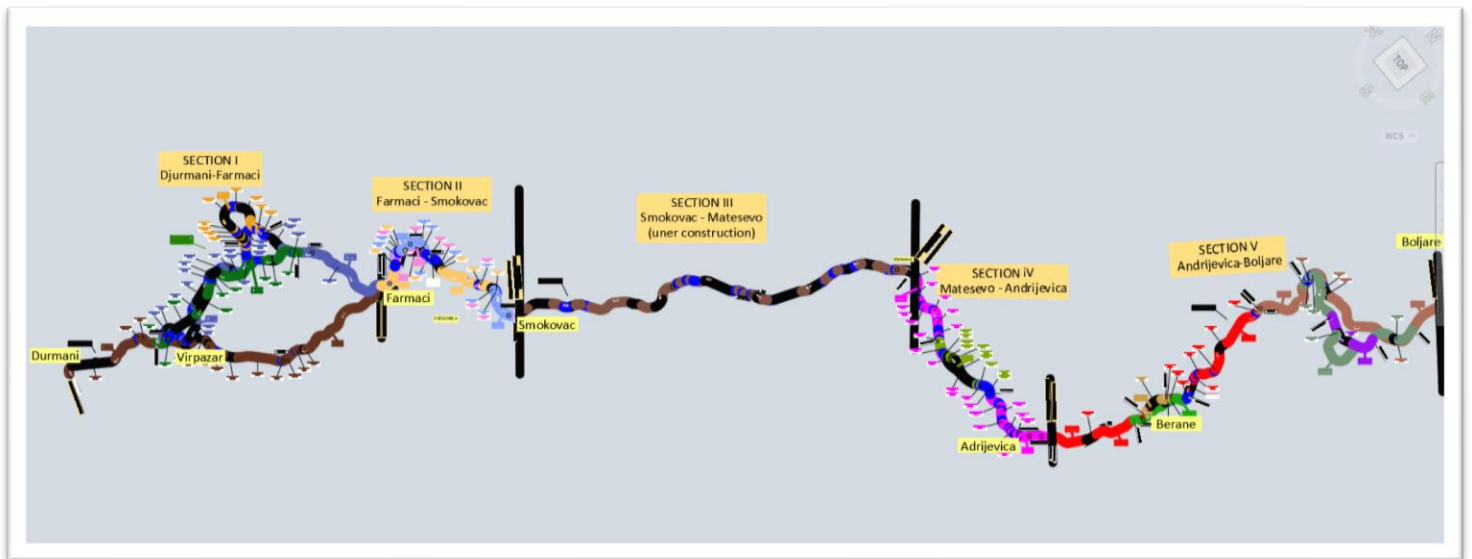 SECTION I
Djurmani-Farmaci
SECTION II
Farmaci - Smokovac
SECTION III
Smokovac - Matesevo
(uner construction)
SECTION iV
Matesevo - Andrijevica
SECTION V
Andrijevica-Boljare
Boljare
Durmani
Virpazar
Farmaci
Smokovac
Adrijevica
Berane
TOP
N
S
E
WCS